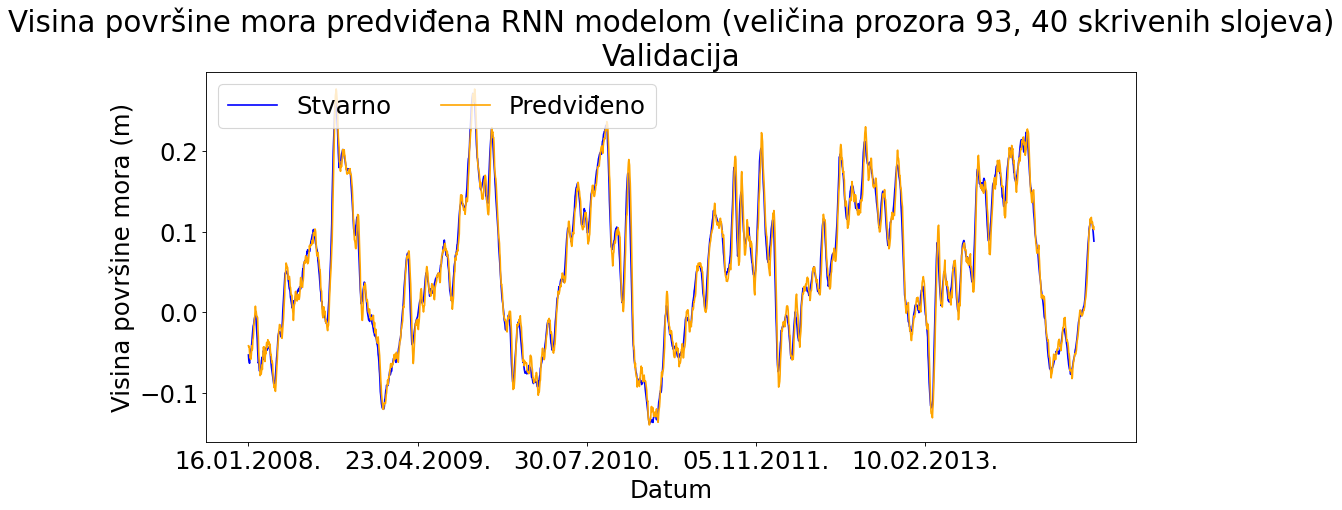 Visina površine mora predviđena RNN modelom (veličina prozora 93, 40 skrivenih slojeva)
Validacija
Stvarno Predviđeno
Visina površine mora (m)
0.2
0.1
0.0
−0.1
16.01.2008. 23.04.2009. 30.07.2010. 05.11.2011. 10.02.2013.
Datum